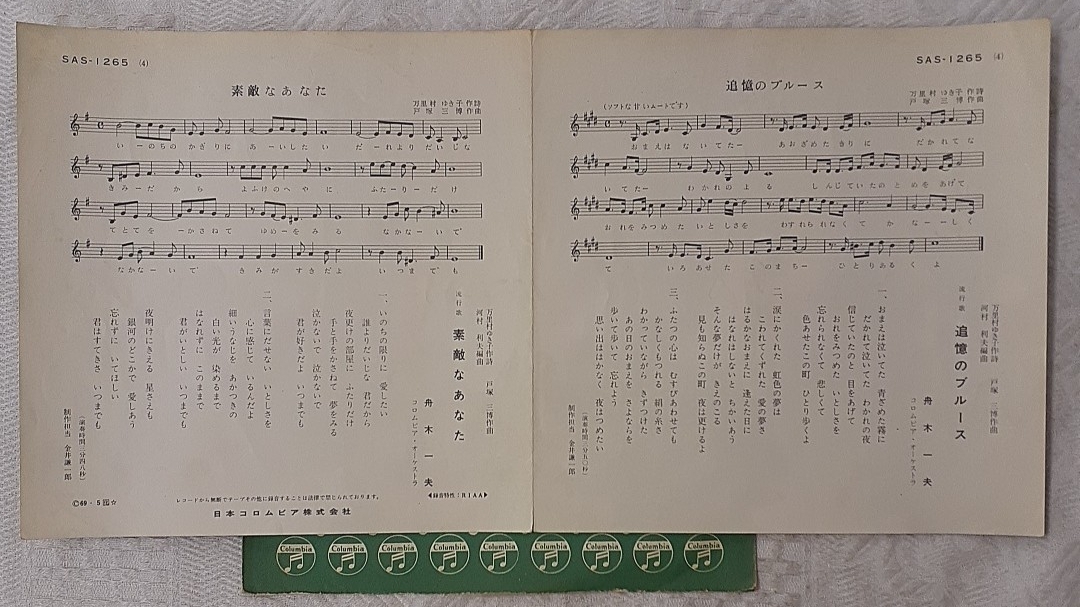 SAS-1265 (4)
素敵なあなた
万里村 ゆき子 作詩
戸塚 三博 作曲
いーのちの かぎりに あーいしたい だーれより だいじな
きみーだ から よふけのへ やに ふたーりーだ け
てとてを ーかさねて ゆめーを みる なかなーい で
なかなーい で きみが すきだよ いつまで も
流行歌
素敵なあなた
万里村ゆき子作詩
河村 利夫編曲
戸塚 三博作曲
舟木一夫
コロムビア・オーケストラ
一、いのちの限りに 愛したい
誰よりだいじな 君だから
夜更けの部屋に ふたりだけ
手と手をかさねて 夢をみる
泣かないで 泣かないで
君が好きだよ いつまでも
二、言葉にだせない いとしさを
心に感じて いるんだよ
細いうなじを あかつきの
白い光が 染めるまで
はなれずに このままで
君がいとしい いつまでも
夜明けにきえる 星さえも
銀河のどこかで 愛しあう
忘れずに いてほしい
君はすてきさ いつまでも
(演奏時間二分四八秒)
制作担当 金井謙一郎
Ⓒ69・5
レコードから無断でテープその他に録音することは法律で禁じられております。
◀録音特性:RIAA▶
日本コロムビア株式会社
SAS-1265 (4)
追憶のブルース
万里村 ゆき子 作詩
戸塚 三博 作曲
(ソフトな甘いムードです)
おまえは ないてたー あおざめた きりに だかれてな
いてたー わかれの よる しんじていたの と めを あげて
おれを みつめ た いと しさを わすれられ なくて か なーーしく
て いろあせ た このまちー ひとりあるく よ
流行歌
追憶のブルース
万里村ゆき子作詩
河村 利夫編曲
戸塚 三博作曲
舟木一夫
コロムビア・オーケストラ
一、おまえは泣いてた 青ざめた霧に
だかれて泣いてた わかれの夜
信じていたのと 目をあげて
おれをみつめた いとしさを
忘れられなくて 悲しくて
色あせたこの町 ひとり歩くよ
二、涙にかくれた 虹色の夢は
こわれてくずれた 愛の夢さ
はるかなおまえに 逢えた日に
はなれはしないと ちかいあう
そんな夢だけが きえのこる
見も知らぬこの町 夜は更けるよ
三、ふたつの心は むすびあわせても
かなしくもつれる 絹の糸さ
わかっていながら きずつけた
あの日のおまえを さよならを
歩いて歩いて 忘れよう
思い出ははかなく 夜はつめたい
(演奏時間三分五〇秒)
制作担当 金井謙一郎
Columbia
Columbia
Columbia
Columbia
Columbia
Columbia
Columbia
Columbia
Columbia